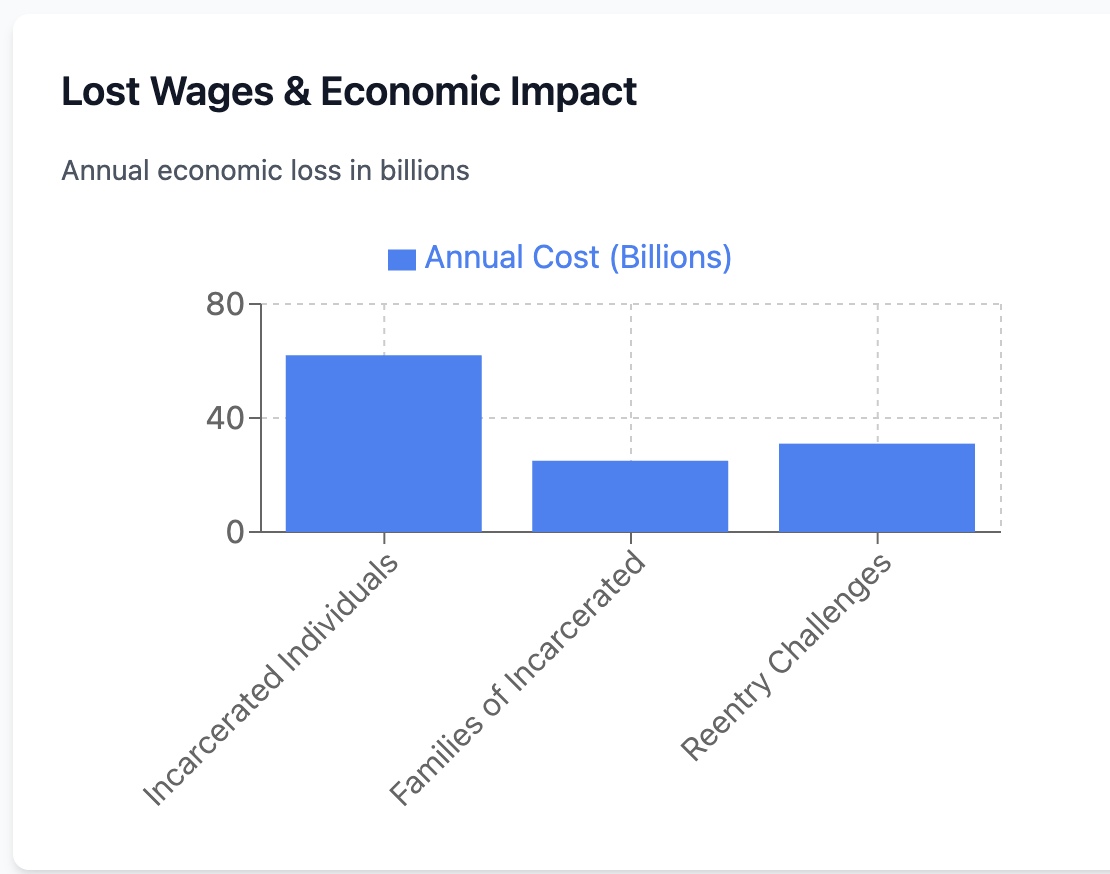 Lost Wages & Economic Impact
Annual economic loss in billions
Annual Cost (Billions)
80
40
0
Incarcerated Individuals
Families of Incarcerated
Reentry Challenges